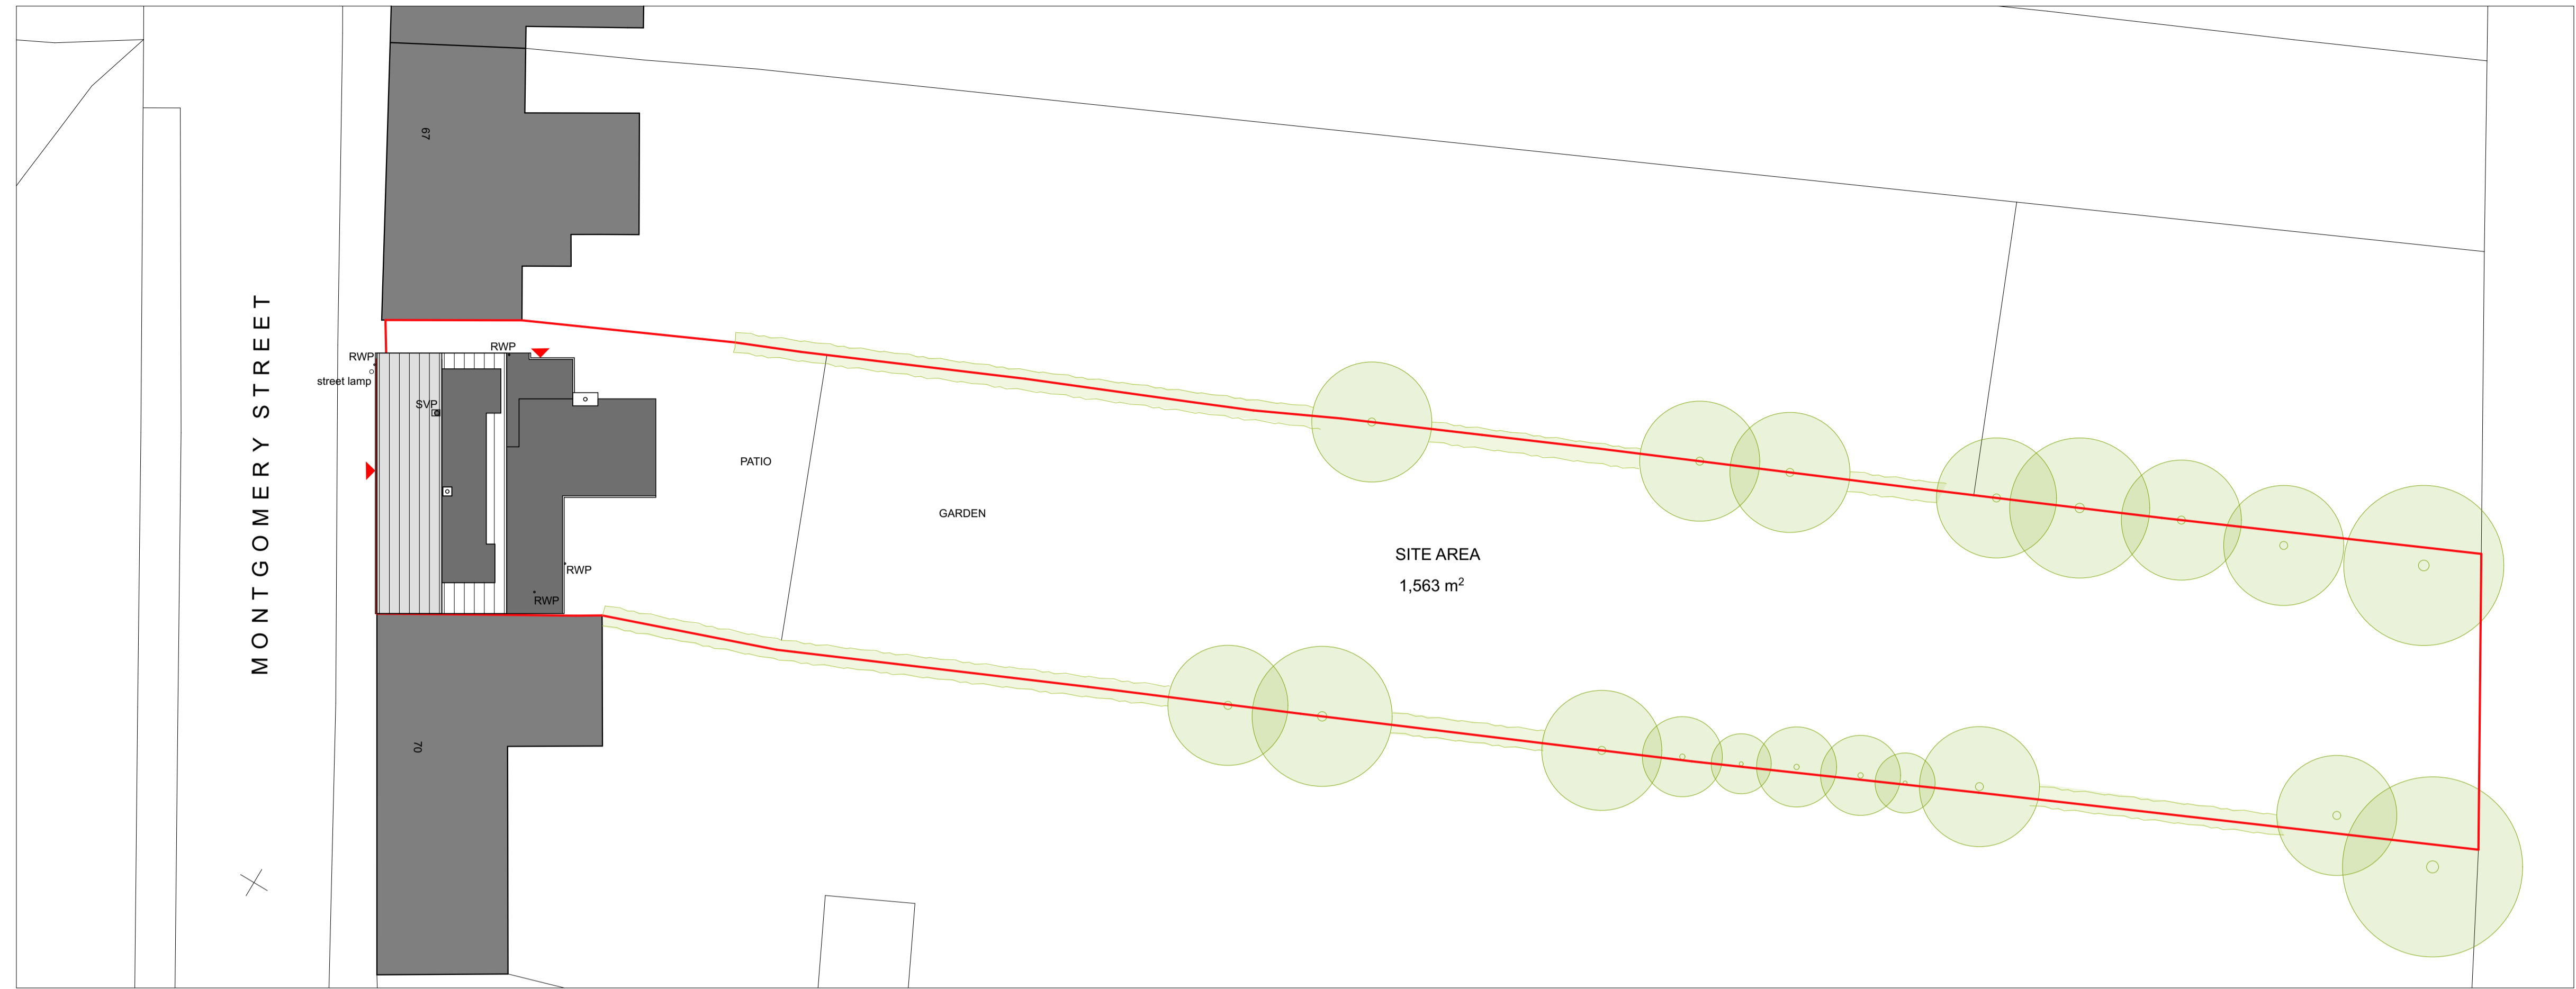 67
RWP
RWP
street lamp
SVP
MONTGOMERY STREET
PATIO
GARDEN
SITE AREA
1,563 m²
RWP
RWP
70